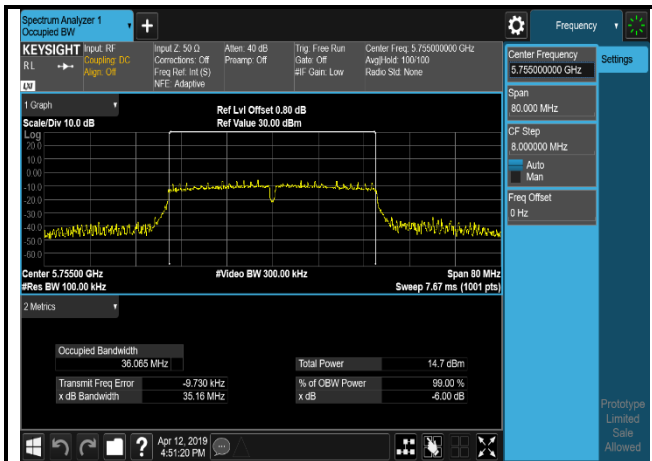 Spectrum Analyzer 1
Occupied BW
+
Frequency
KEYSIGHT
RL
LXI
Input: RF
Coupling: DC
Align: Off
Input Z: 50 Ω
Corrections: Off
Freq Ref: Int (S)
NFE: Adaptive
Atten: 40 dB
Preamp: Off
Trig: Free Run
Gate: Off
#IF Gain: Low
Center Freq: 5.755000000 GHz
Avg|Hold: 100/100
Radio Std: None
Center Frequency
5.755000000 GHz
Settings
Span
80.000 MHz
CF Step
8.000000 MHz
Auto
Man
Freq Offset
0 Hz
1 Graph
Scale/Div 10.0 dB
Ref Lvl Offset 0.80 dB
Ref Value 30.00 dBm
Log
20.0
10.0
0.00
-10.0
-20.0
-30.0
-40.0
-50.0
-60.0
Center 5.75500 GHz
#Video BW 300.00 kHz
Span 80 MHz
#Res BW 100.00 kHz
Sweep 7.67 ms (1001 pts)
2 Metrics
Occupied Bandwidth
36.065 MHz
Total Power 14.7 dBm
Transmit Freq Error -9.730 kHz
% of OBW Power 99.00 %
x dB Bandwidth 35.16 MHz
x dB -6.00 dB
Prototype
Limited
Sale
Allowed
?
Apr 12, 2019
4:51:20 PM